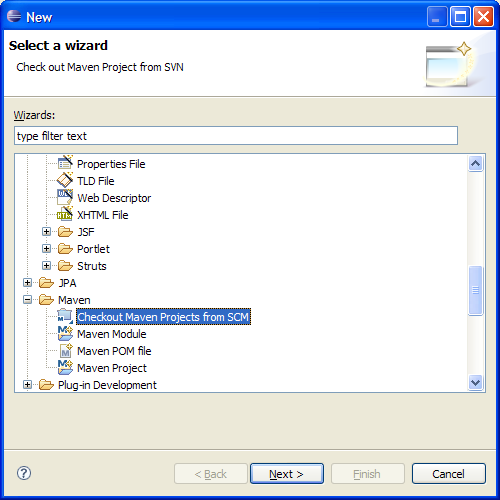 New
Select a wizard
Check out Maven Project from SVN
Wizards:
type filter text
Properties File
TLD File
Web Descriptor
XHTML File
JSF
Portlet
Struts
JPA
Maven
Checkout Maven Projects from SCM
Maven Module
Maven POM file
Maven Project
Plug-in Development
? < Back Next > Finish Cancel